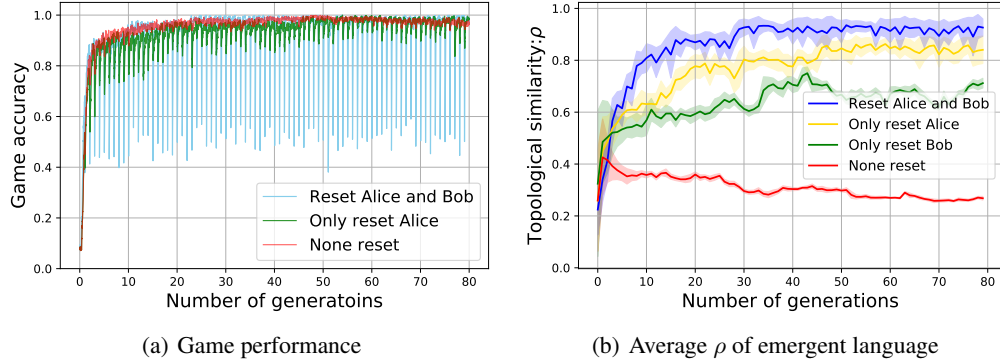 1.0
0.8
0.6
0.4
0.2
0.0
Game accuracy
Reset Alice and Bob
Only reset Alice
None reset
0 10 20 30 40 50 60 70 80
Number of generatoins
(a) Game performance
1.0
0.8
0.6
0.4
0.2
0.0
Topological similarity:ρ
Reset Alice and Bob
Only reset Alice
Only reset Bob
None reset
0 10 20 30 40 50 60 70 80
Number of generations
(b) Average ρ of emergent language